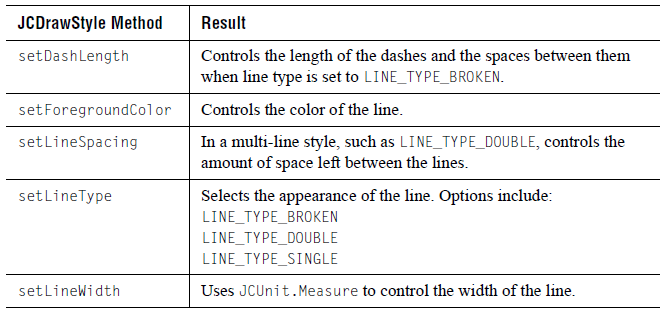 JCDrawStyle Method Result
setDashLength Controls the length of the dashes and the spaces between them
when line type is set to LINE_TYPE_BROKEN.
setForegroundColor Controls the color of the line.
setLineSpacing In a multi-line style, such as LINE_TYPE_DOUBLE, controls the
amount of space left between the lines.
setLineType Selects the appearance of the line. Options include:
LINE_TYPE_BROKEN
LINE_TYPE_DOUBLE
LINE_TYPE_SINGLE
setLineWidth Uses JCUnit.Measure to control the width of the line.